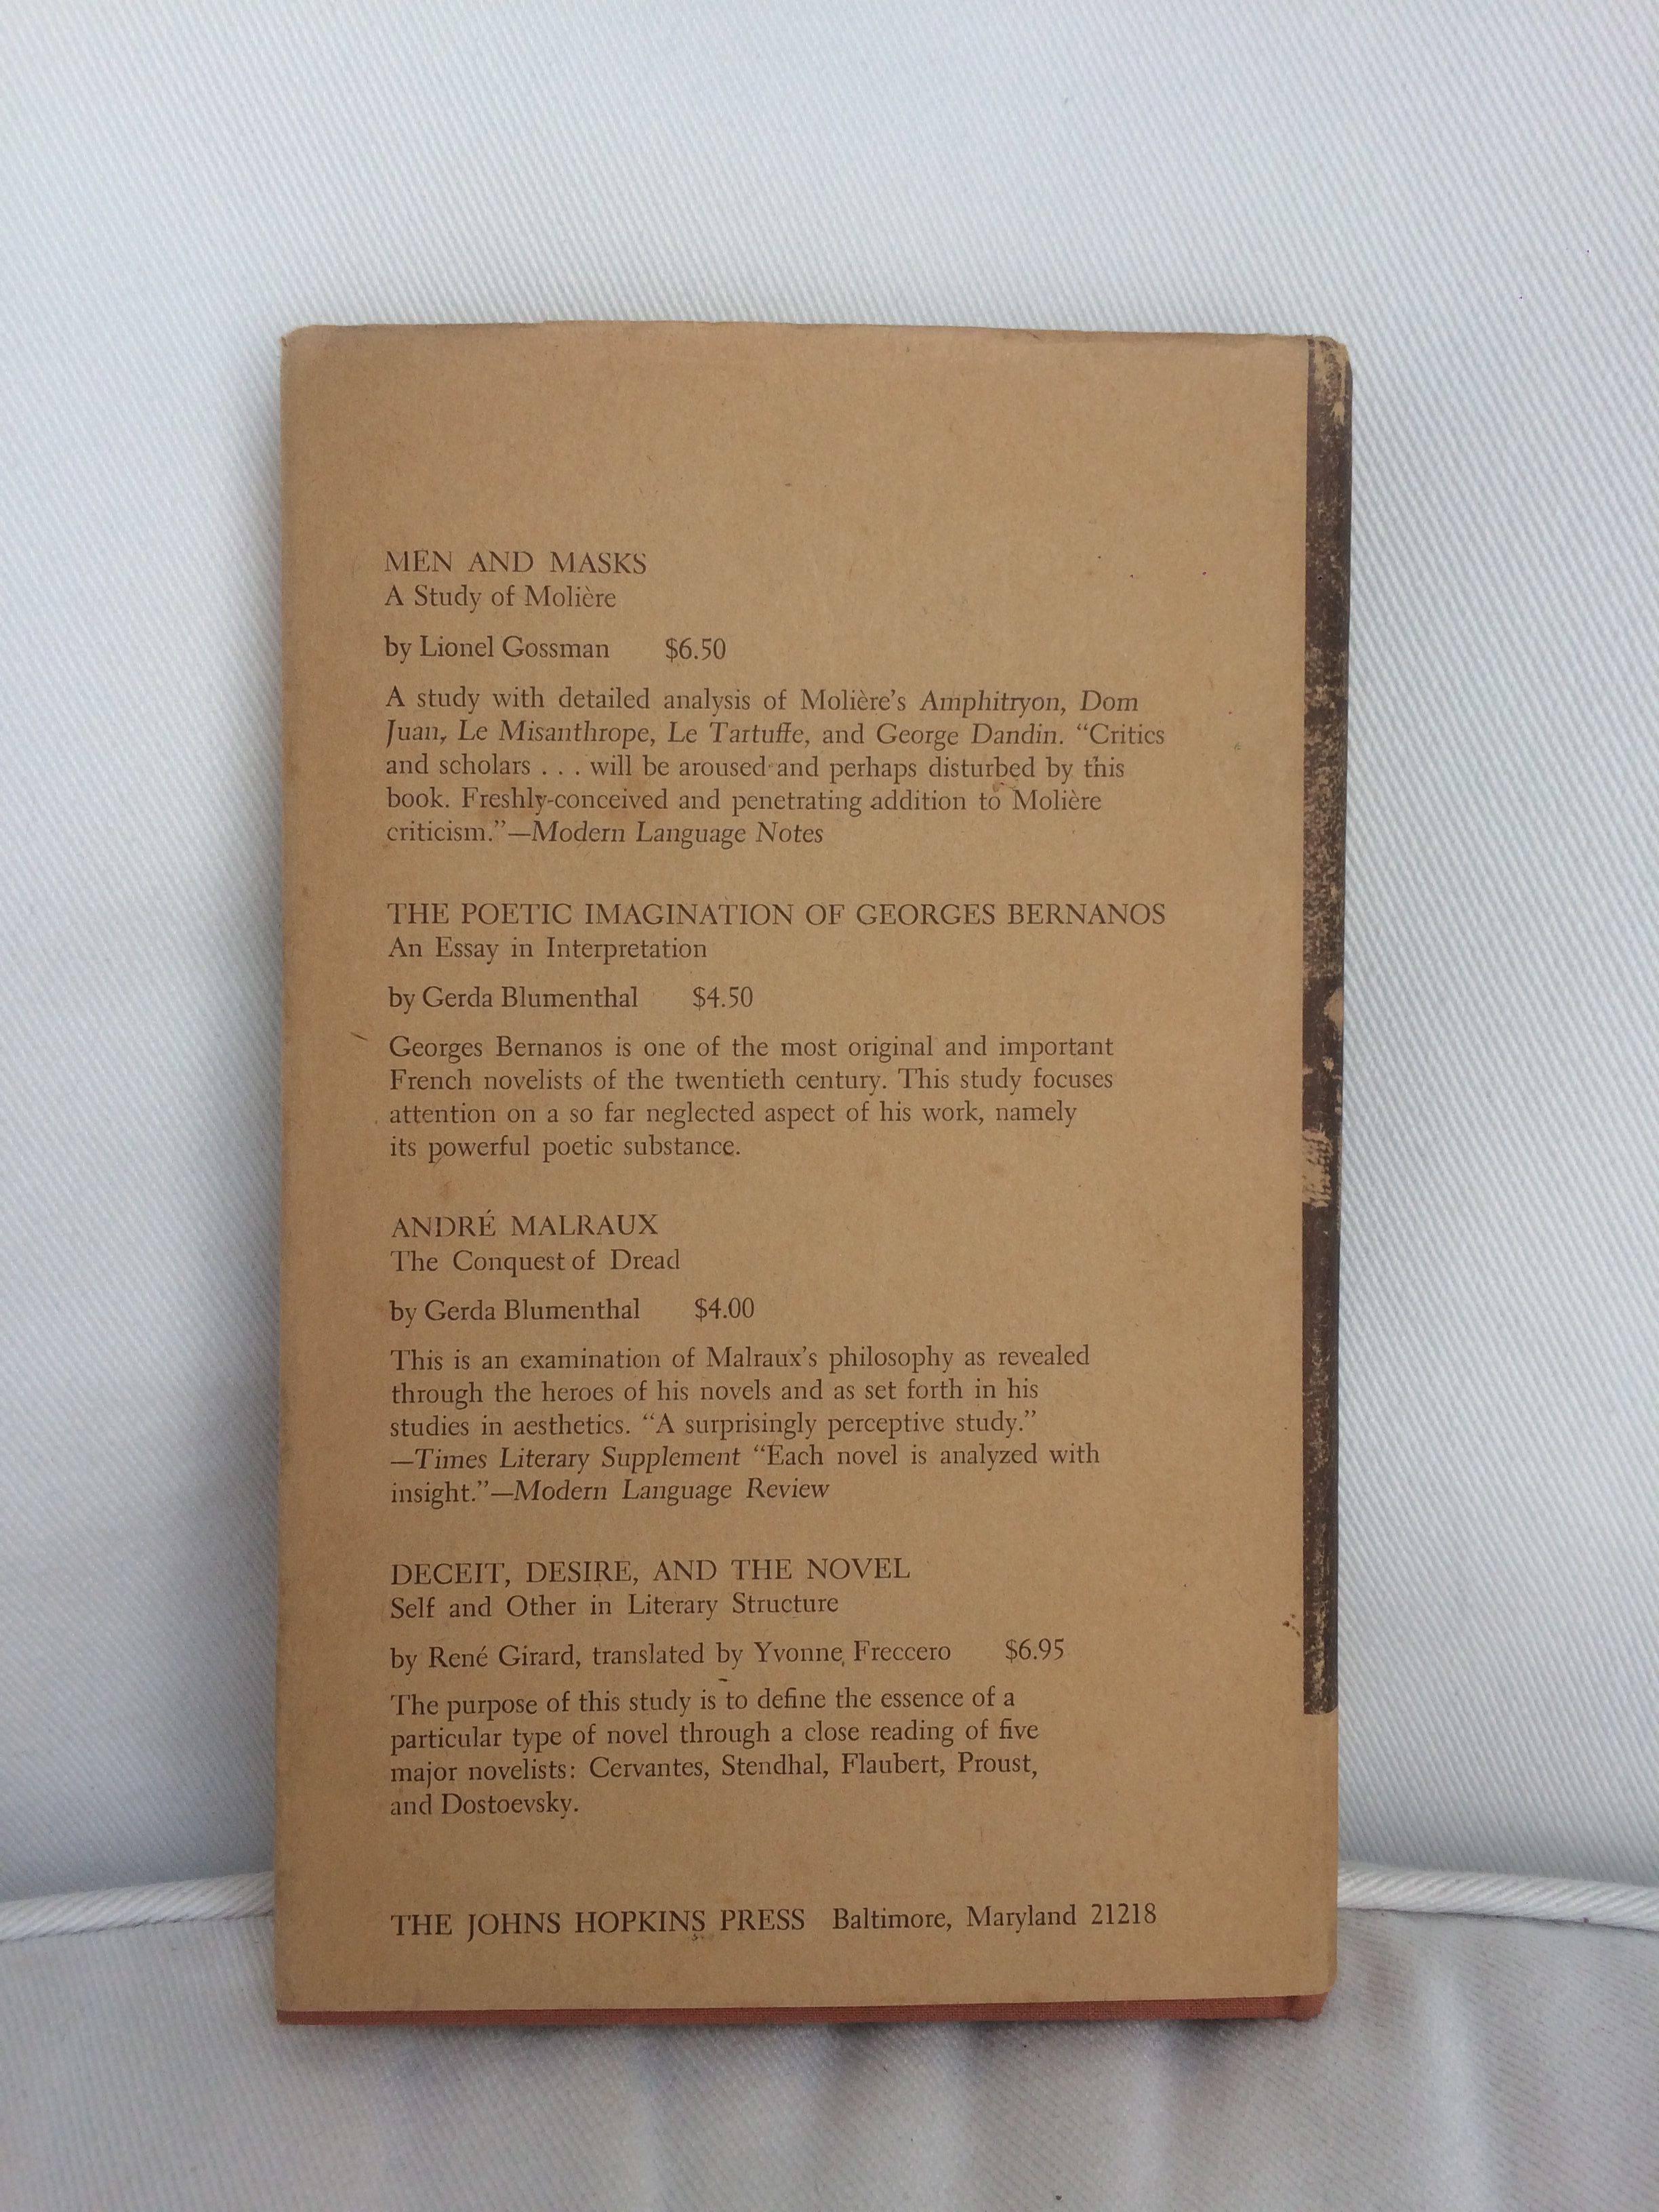 MEN AND MASKS
A Study of Molière
by Lionel Gossman $6.50
A study with detailed analysis of Molière's Amphitryon, Dom
Juan, Le Misanthrope, Le Tartuffe, and George Dandin. “Critics
and scholars . . . will be aroused and perhaps disturbed by this
book. Freshly-conceived and penetrating addition to Molière
criticism.”—Modern Language Notes
THE POETIC IMAGINATION OF GEORGES BERNANOS
An Essay in Interpretation
by Gerda Blumenthal $4.50
Georges Bernanos is one of the most original and important
French novelists of the twentieth century. This study focuses
attention on a so far neglected aspect of his work, namely
its powerful poetic substance.
ANDRÉ MALRAUX
The Conquest of Dread
by Gerda Blumenthal $4.00
This is an examination of Malraux's philosophy as revealed
through the heroes of his novels and as set forth in his
studies in aesthetics. “A surprisingly perceptive study.”
—Times Literary Supplement “Each novel is analyzed with
insight.”—Modern Language Review
DECEIT, DESIRE, AND THE NOVEL
Self and Other in Literary Structure
by René Girard, translated by Yvonne Freccero $6.95
The purpose of this study is to define the essence of a
particular type of novel through a close reading of five
major novelists: Cervantes, Stendhal, Flaubert, Proust,
and Dostoevsky.
THE JOHNS HOPKINS PRESS Baltimore, Maryland 21218